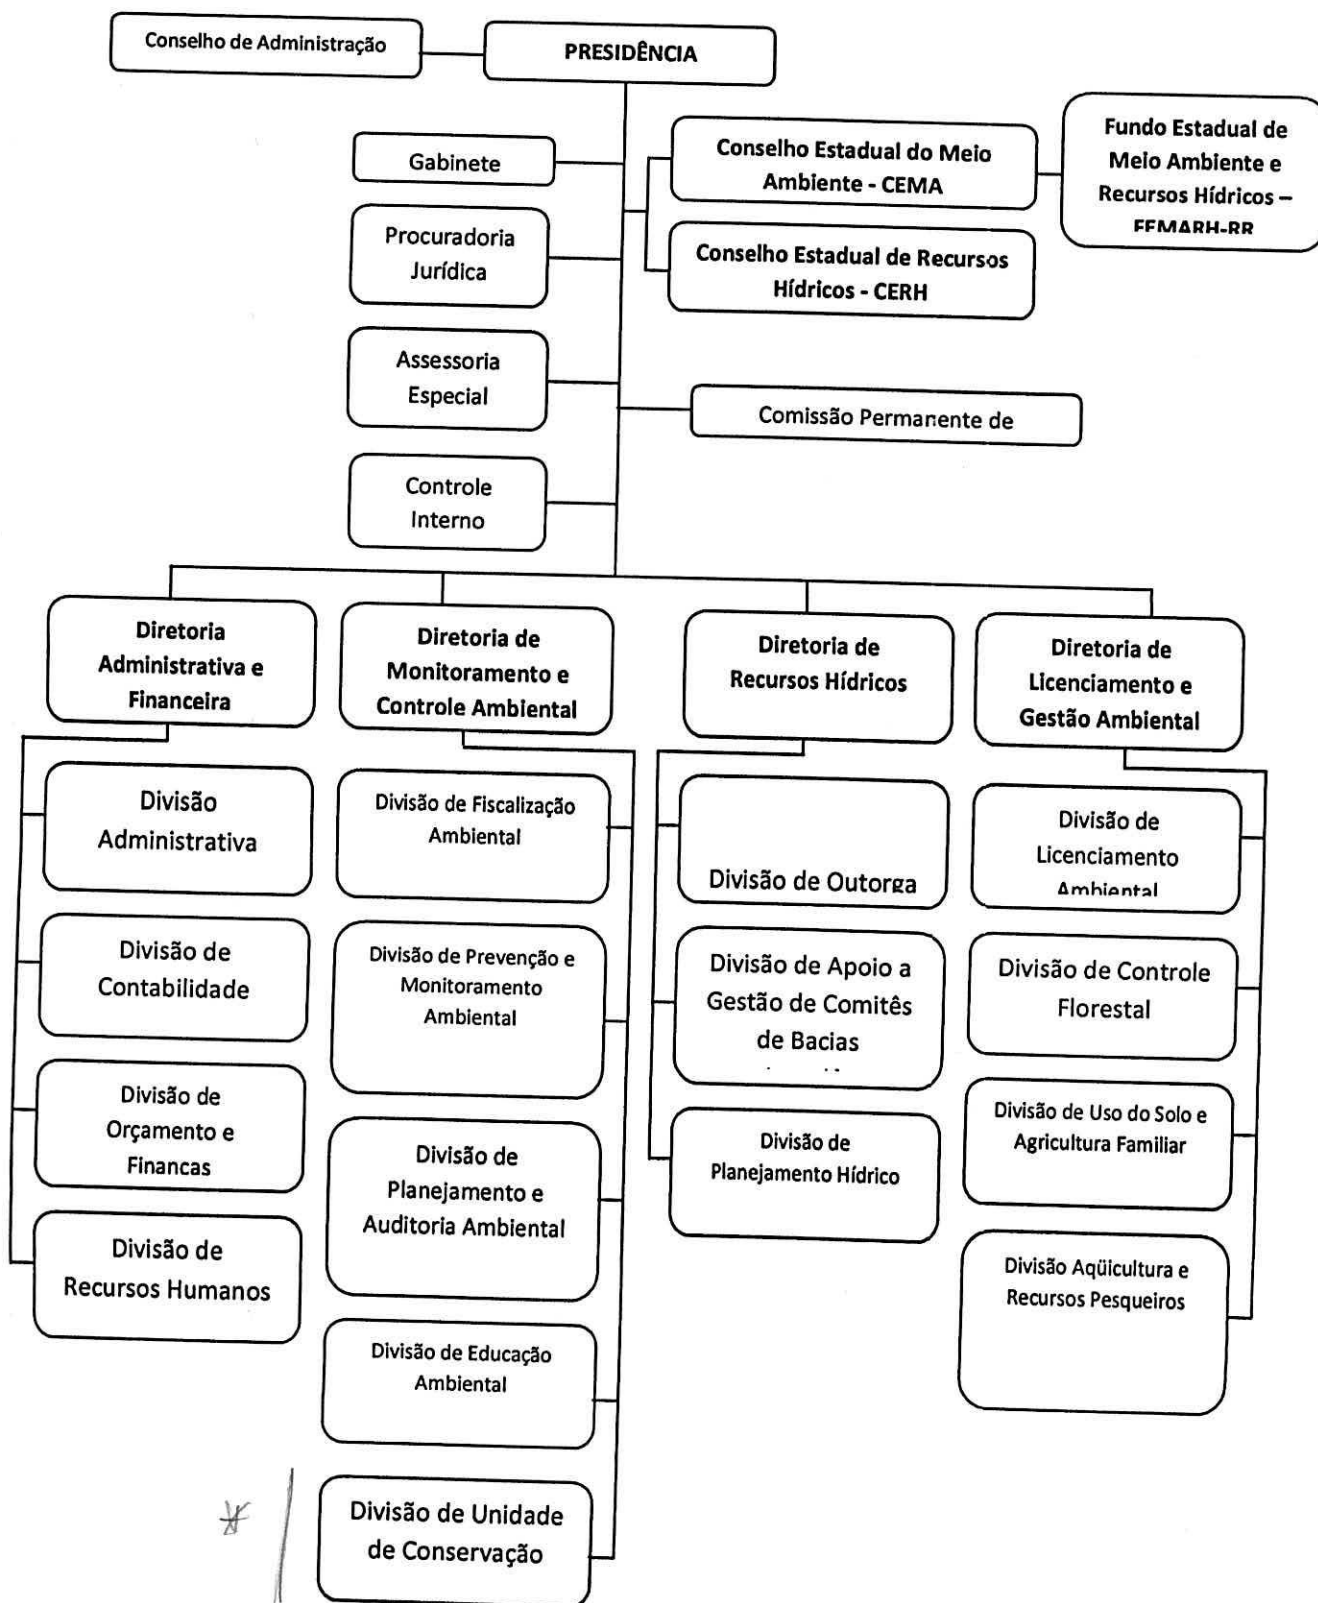 Conselho de Administração
PRESIDÊNCIA
Gabinete
Conselho Estadual do Meio
Ambiente - CEMA
Fundo Estadual de
Meio Ambiente e
Recursos Hídricos –
FEMARH-RR
Procuradoria
Jurídica
Conselho Estadual de Recursos
Hídricos - CERH
Assessoria
Especial
Comissão Permanente de
Controle
Interno
Diretoria
Administrativa e
Financeira
Diretoria de
Monitoramento e
Controle Ambiental
Diretoria de
Recursos Hídricos
Diretoria de
Licenciamento e
Gestão Ambiental
Divisão
Administrativa
Divisão de
Contabilidade
Divisão de
Orçamento e
Financas
Divisão de
Recursos Humanos
Divisão de Fiscalização
Ambiental
Divisão de Prevenção e
Monitoramento
Ambiental
Divisão de
Planejamento e
Auditoria Ambiental
Divisão de Educação
Ambiental
Divisão de Unidade
de Conservação
Divisão de Outorga
Divisão de Apoio a
Gestão de Comitês
de Bacias
Divisão de
Planejamento Hídrico
Divisão de
Licenciamento
Ambiental
Divisão de Controle
Florestal
Divisão de Uso do Solo e
Agricultura Familiar
Divisão Aqüicultura e
Recursos Pesqueiros